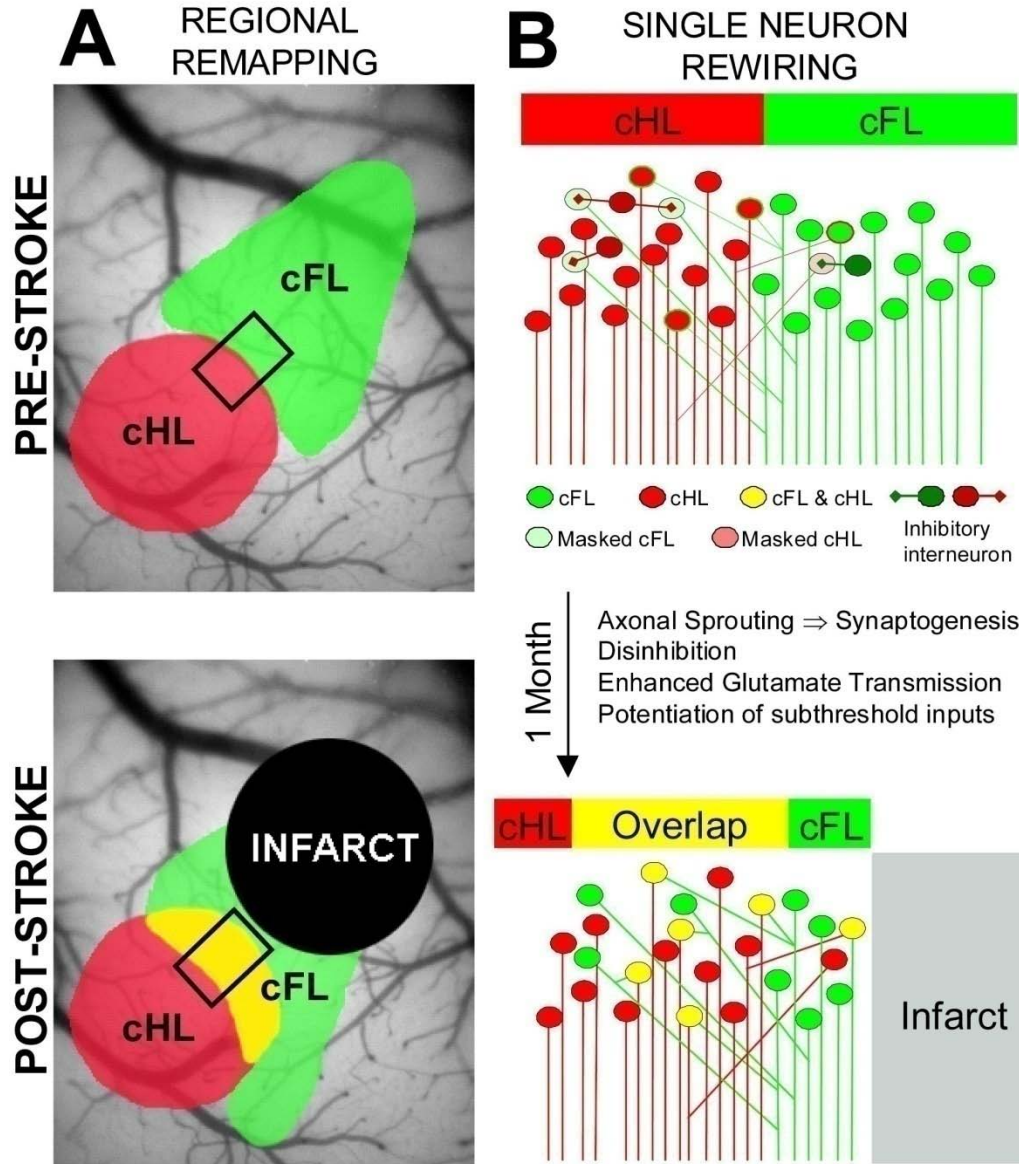 A
REGIONAL
REMAPPING
PRE-STROKE
cFL
cHL
POST-STROKE
INFARCT
cFL
cHL
B
SINGLE NEURON
REWIRING
cHL
cFL
cFL
cHL
cFL & cHL
Masked cFL
Masked cHL
Inhibitory
interneuron
1 Month
Axonal Sprouting ⇒ Synaptogenesis
Disinhibition
Enhanced Glutamate Transmission
Potentiation of subthreshold inputs
cHL
Overlap
cFL
Infarct